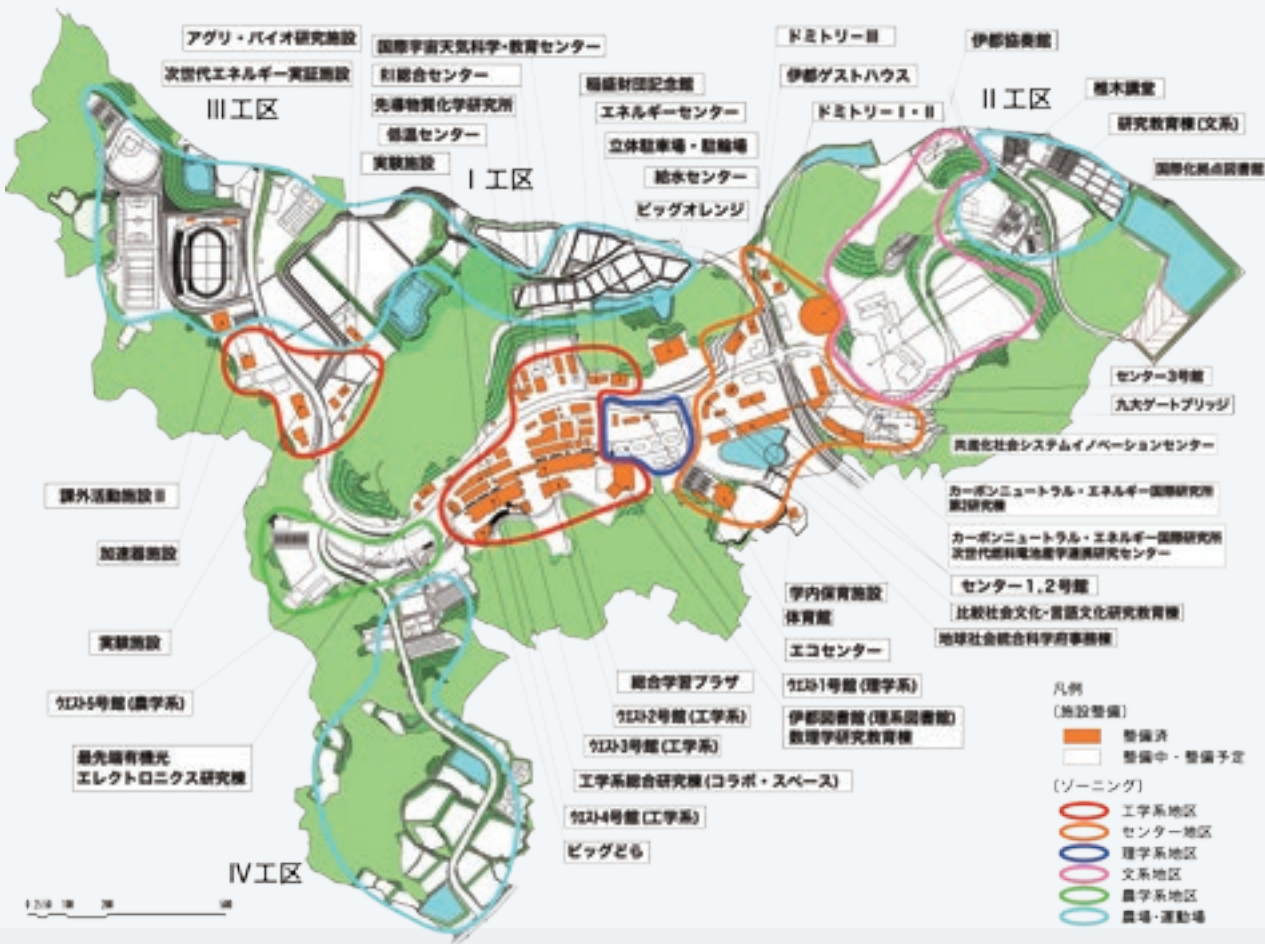 アグリ・バイオ研究施設
次世代エネルギー実証施設
III工区
国際宇宙天気科学・教育センター
RI総合センター
先導物質化学研究所
低温センター
実験施設
I工区
稲盛財団記念館
エネルギーセンター
立体駐車場・駐輪場
給水センター
ビッグオレンジ
ドミトリーIII
伊都ゲストハウス
ドミトリーI・II
伊都協奏館
II工区
椎木講堂
研究教育棟(文系)
国際化拠点図書館
センター3号館
九大ゲートブリッジ
共進化社会システムイノベーションセンター
カーボンニュートラル・エネルギー国際研究所
第2研究棟
カーボンニュートラル・エネルギー国際研究所
次世代燃料電池産学連携研究センター
センター1,2号館
比較社会文化・言語文化研究教育棟
地球社会統合科学府事務棟
課外活動施設II
加速器施設
実験施設
ウエスト5号館(農学系)
最先端有機光
エレクトロニクス研究棟
学内保育施設
体育館
エコセンター
ウエスト1号館(理学系)
伊都図書館(理系図書館)
数理学研究教育棟
総合学習プラザ
ウエスト2号館(工学系)
ウエスト3号館(工学系)
工学系総合研究棟(コラボ・スペース)
ウエスト4号館(工学系)
ビッグどら
IV工区
凡例
(施設整備)
整備済
整備中・整備予定
(ゾーニング)
工学系地区
センター地区
理学系地区
文系地区
農学系地区
農場・運動場